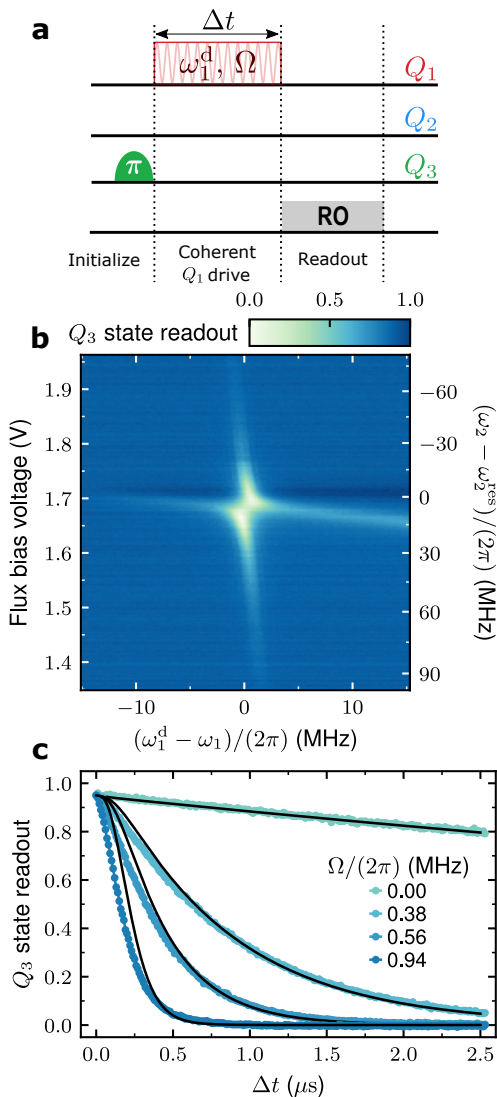 a
Δt
ω₁ᵈ, Ω
Q₁
Q₂
π
Q₃
RO
Initialize
Coherent
Q₁ drive
Readout
0.0 0.5 1.0
b
Q₃ state readout
1.9
1.8
1.7
1.6
1.5
1.4
Flux bias voltage (V)
−60
−30
0
30
60
90
(ω₂ − ω₂ʳᵉˢ)/(2π) (MHz)
−10 0 10
(ω₁ᵈ − ω₁)/(2π) (MHz)
c
1.0
0.8
0.6
0.4
0.2
0.0
Q₃ state readout
Ω/(2π) (MHz)
0.00
0.38
0.56
0.94
0.0 0.5 1.0 1.5 2.0 2.5
Δt (μs)